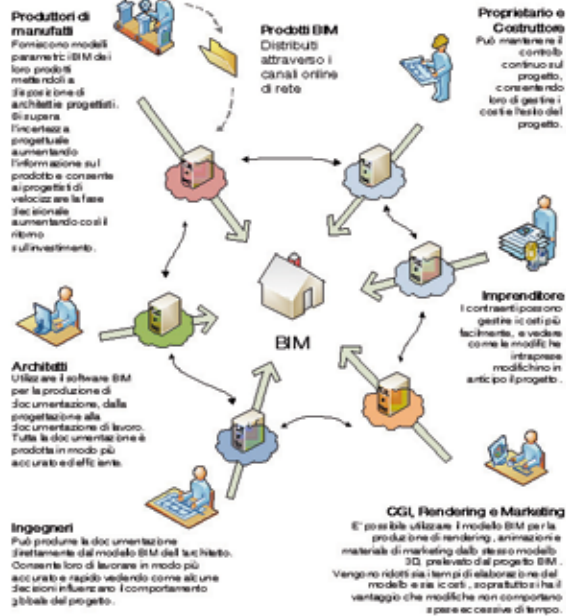 Produttori di
manufatti
Forniscono modelli
parametrici BIM dei
loro prodotti
mettendoli a
disposizione di
architetti e progettisti.
Si supera
l'incertezza
progettuale
aumentando
l'informazione sul
prodotto e consente
ai progettisti di
velocizzare la fase
decisionale
aumentando così il
ritorno
sull'investimento.
Prodotti BIM
Distribuiti
attraverso i
canali online
di rete
Proprietario e
Costruttore
Può mantenere il
controllo
continuo sul
progetto,
consentendo
loro di gestire i
costi e l'esito del
progetto.
Imprenditore
I contraenti possono
gestire i costi più
facilmente, e vedere
come le modifiche
intraprese
modifichino in
anticipo il progetto.
BIM
Architetti
Utilizzare il software BIM
per la produzione di
documentazione, dalla
progettazione alla
documentazione di lavoro.
Tutta la documentazione è
prodotta in modo più
accurato ed efficiente.
Ingegneri
Può produrre la documentazione
direttamente dal modello BIM dell'architetto.
Consente loro di lavorare in modo più
accurato e rapido vedendo come alcune
decisioni influenzano il comportamento
globale del progetto.
CGI, Rendering e Marketing
E' possibile utilizzare il modello BIM per la
produzione di rendering, animazioni e
materiale di marketing dallo stesso modello
3D, prelevato dal progetto BIM.
Vengono ridotti sia i tempi di elaborazione del
modello e sia i costi, soprattutto si ha il
vantaggio che modifiche non comportano
spese eccessive di tempo.